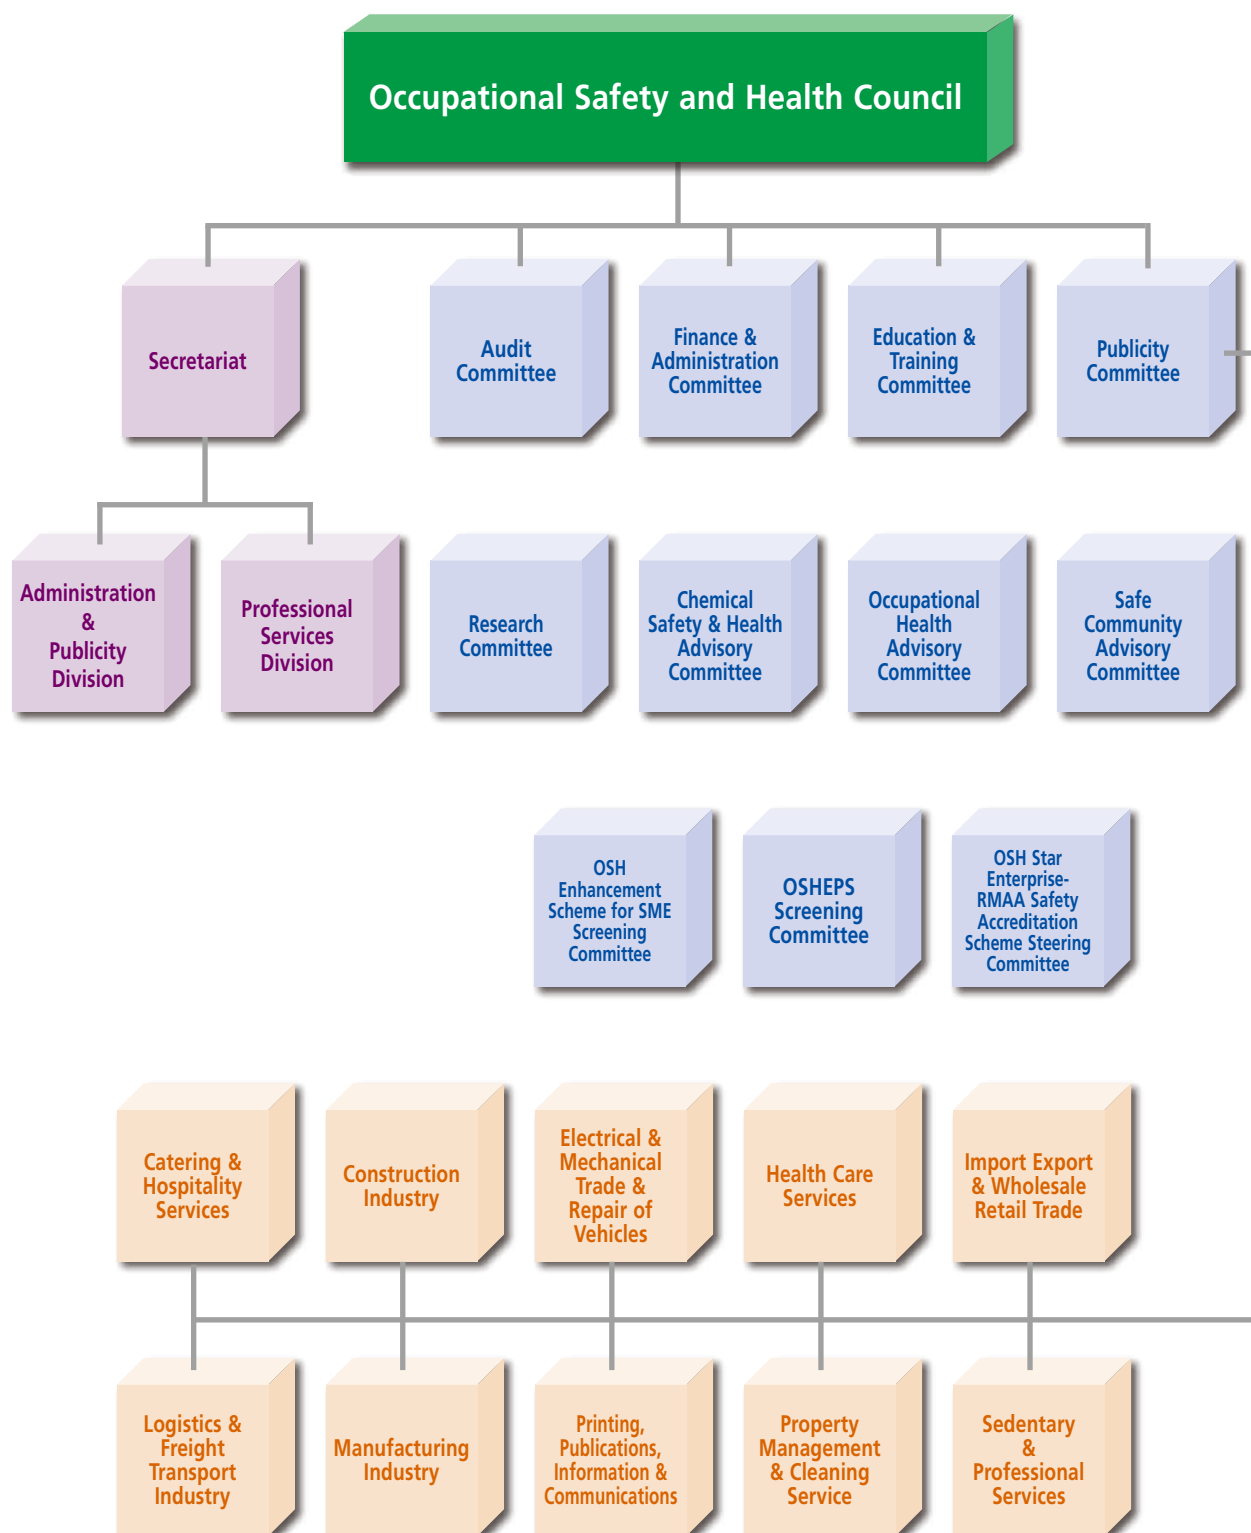 Occupational Safety and Health Council
Secretariat
Audit
Committee
Finance &
Administration
Committee
Education &
Training
Committee
Publicity
Committee
Administration
&
Publicity
Division
Professional
Services
Division
Research
Committee
Chemical
Safety & Health
Advisory
Committee
Occupational
Health
Advisory
Committee
Safe
Community
Advisory
Committee
OSH
Enhancement
Scheme for SME
Screening
Committee
OSHEPS
Screening
Committee
OSH Star
Enterprise-
RMAA Safety
Accreditation
Scheme Steering
Committee
Catering &
Hospitality
Services
Construction
Industry
Electrical &
Mechanical
Trade &
Repair of
Vehicles
Health Care
Services
Import Export
& Wholesale
Retail Trade
Logistics &
Freight
Transport
Industry
Manufacturing
Industry
Printing,
Publications,
Information &
Communications
Property
Management
& Cleaning
Service
Sedentary
&
Professional
Services